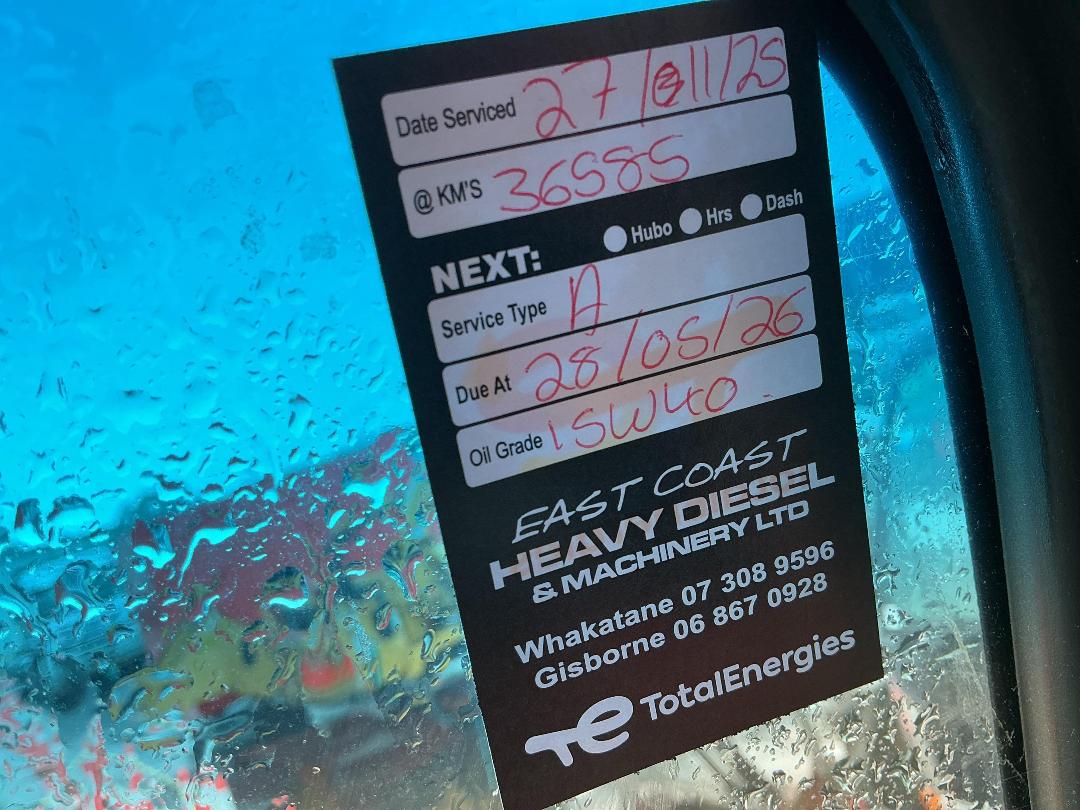 Date Serviced 27/11/25
@ KM'S 36585
NEXT: Hubo Hrs Dash
Service Type A
Due At 28/05/26
Oil Grade 15W40
EAST COAST
HEAVY DIESEL
& MACHINERY LTD
Whakatane 07 308 9596
Gisborne 06 867 0928
TotalEnergies